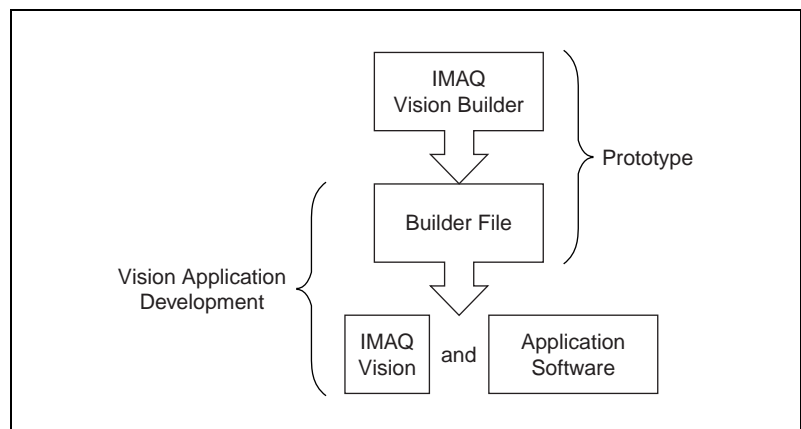 IMAQ
Vision Builder
Prototype
Builder File
Vision Application
Development
IMAQ
Vision
and
Application
Software